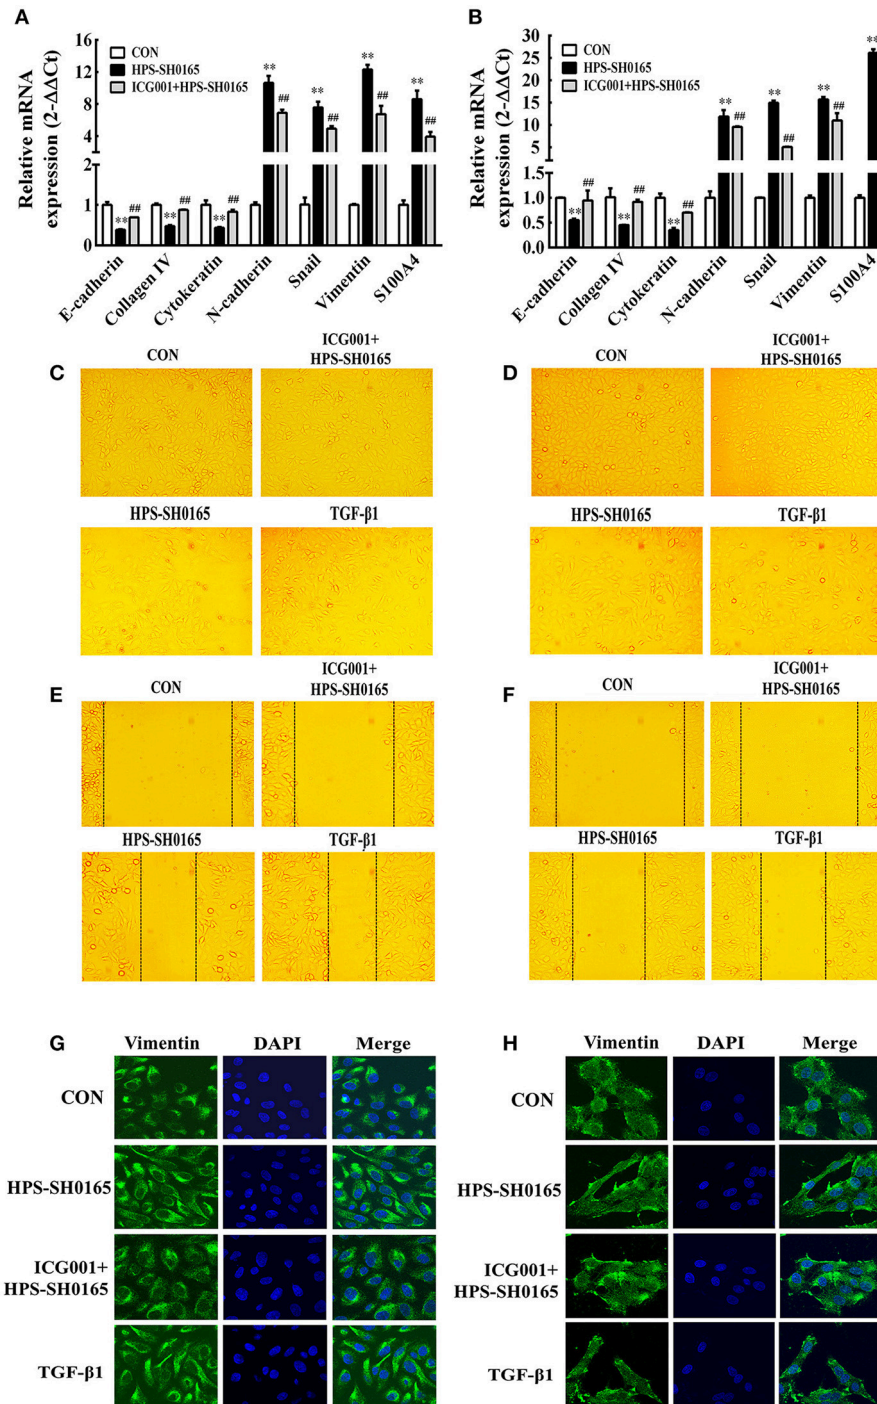 A
Relative mRNA
expression (2-ΔΔCt)
16
12
8
4
2
1
0
CON
HPS-SH0165
ICG001+HPS-SH0165
** ##
** ##
** ##
** ##
** ##
** ##
** ##
E-cadherin
Collagen IV
Cytokeratin
N-cadherin
Snail
Vimentin
S100A4
B
Relative mRNA
expression (2-ΔΔCt)
30
25
20
15
10
5
1.5
1.0
0.5
0.0
CON
HPS-SH0165
ICG001+HPS-SH0165
** ##
** ##
** ##
** ##
** ##
** ##
**
E-cadherin
Collagen IV
Cytokeratin
N-cadherin
Snail
Vimentin
S100A4
C
CON
ICG001+
HPS-SH0165
HPS-SH0165
TGF-β1
D
CON
ICG001+
HPS-SH0165
HPS-SH0165
TGF-β1
E
CON
ICG001+
HPS-SH0165
HPS-SH0165
TGF-β1
F
CON
ICG001+
HPS-SH0165
HPS-SH0165
TGF-β1
G
Vimentin
DAPI
Merge
CON
HPS-SH0165
ICG001+
HPS-SH0165
TGF-β1
H
Vimentin
DAPI
Merge
CON
HPS-SH0165
ICG001+
HPS-SH0165
TGF-β1